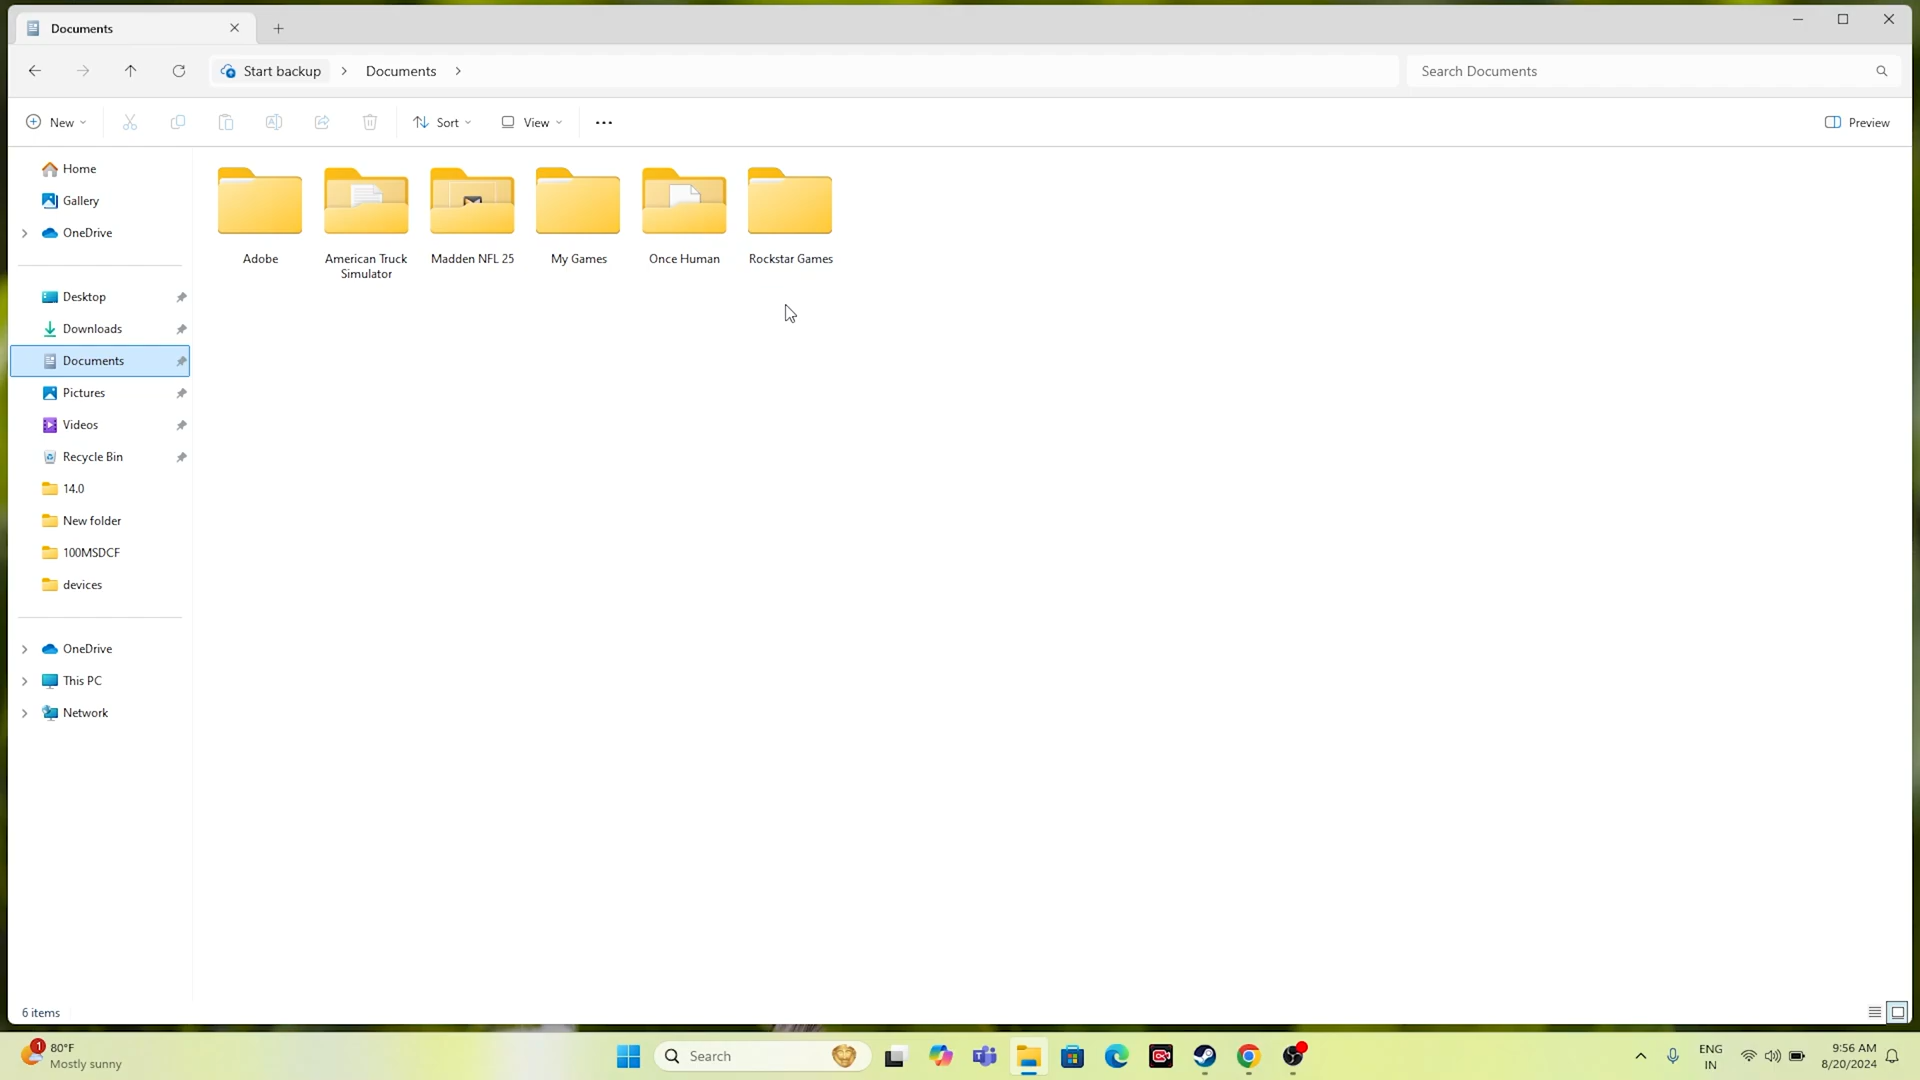 Documents
Start backup
Documents
Search Documents
New
Sort
View
Preview
Home
Gallery
OneDrive
Desktop
Downloads
Documents
Pictures
Videos
Recycle Bin
14.0
New folder
100MSDCF
devices
OneDrive
This PC
Network
Adobe
American Truck
Simulator
Madden NFL 25
My Games
Once Human
Rockstar Games
6 items
1
80°F
Mostly sunny
Search
ENG
IN
9:56 AM
8/20/2024